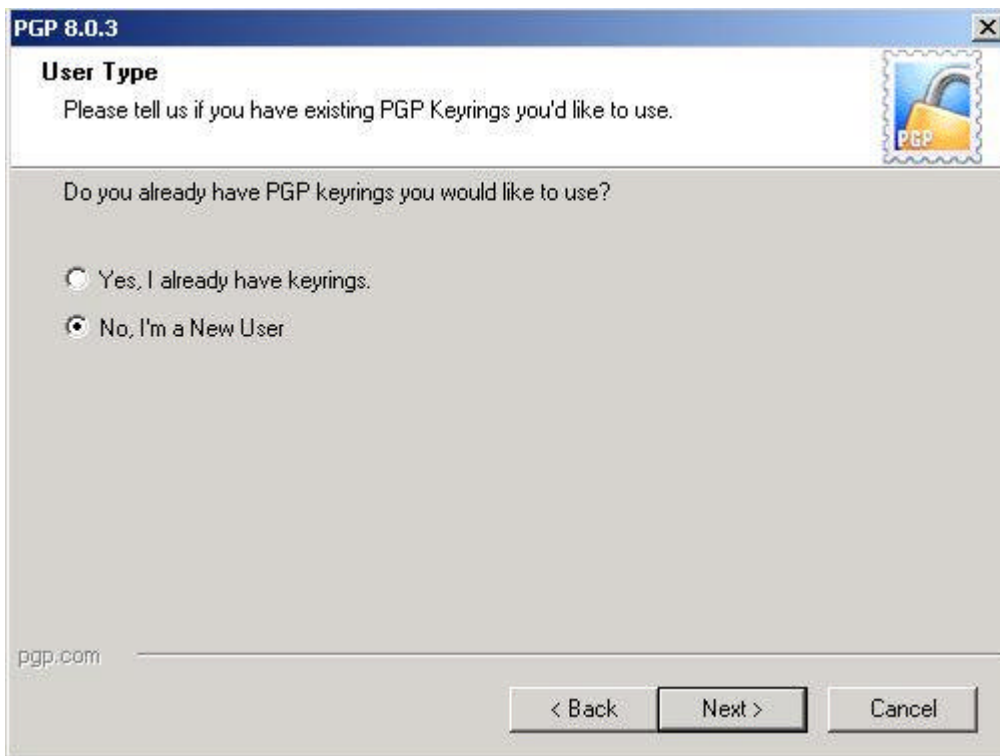 PGP 8.0.3
User Type
Please tell us if you have existing PGP Keyrings you'd like to use.
PGP
Do you already have PGP keyrings you would like to use?
Yes, I already have keyrings.
No, I'm a New User
pgp.com
< Back
Next >
Cancel